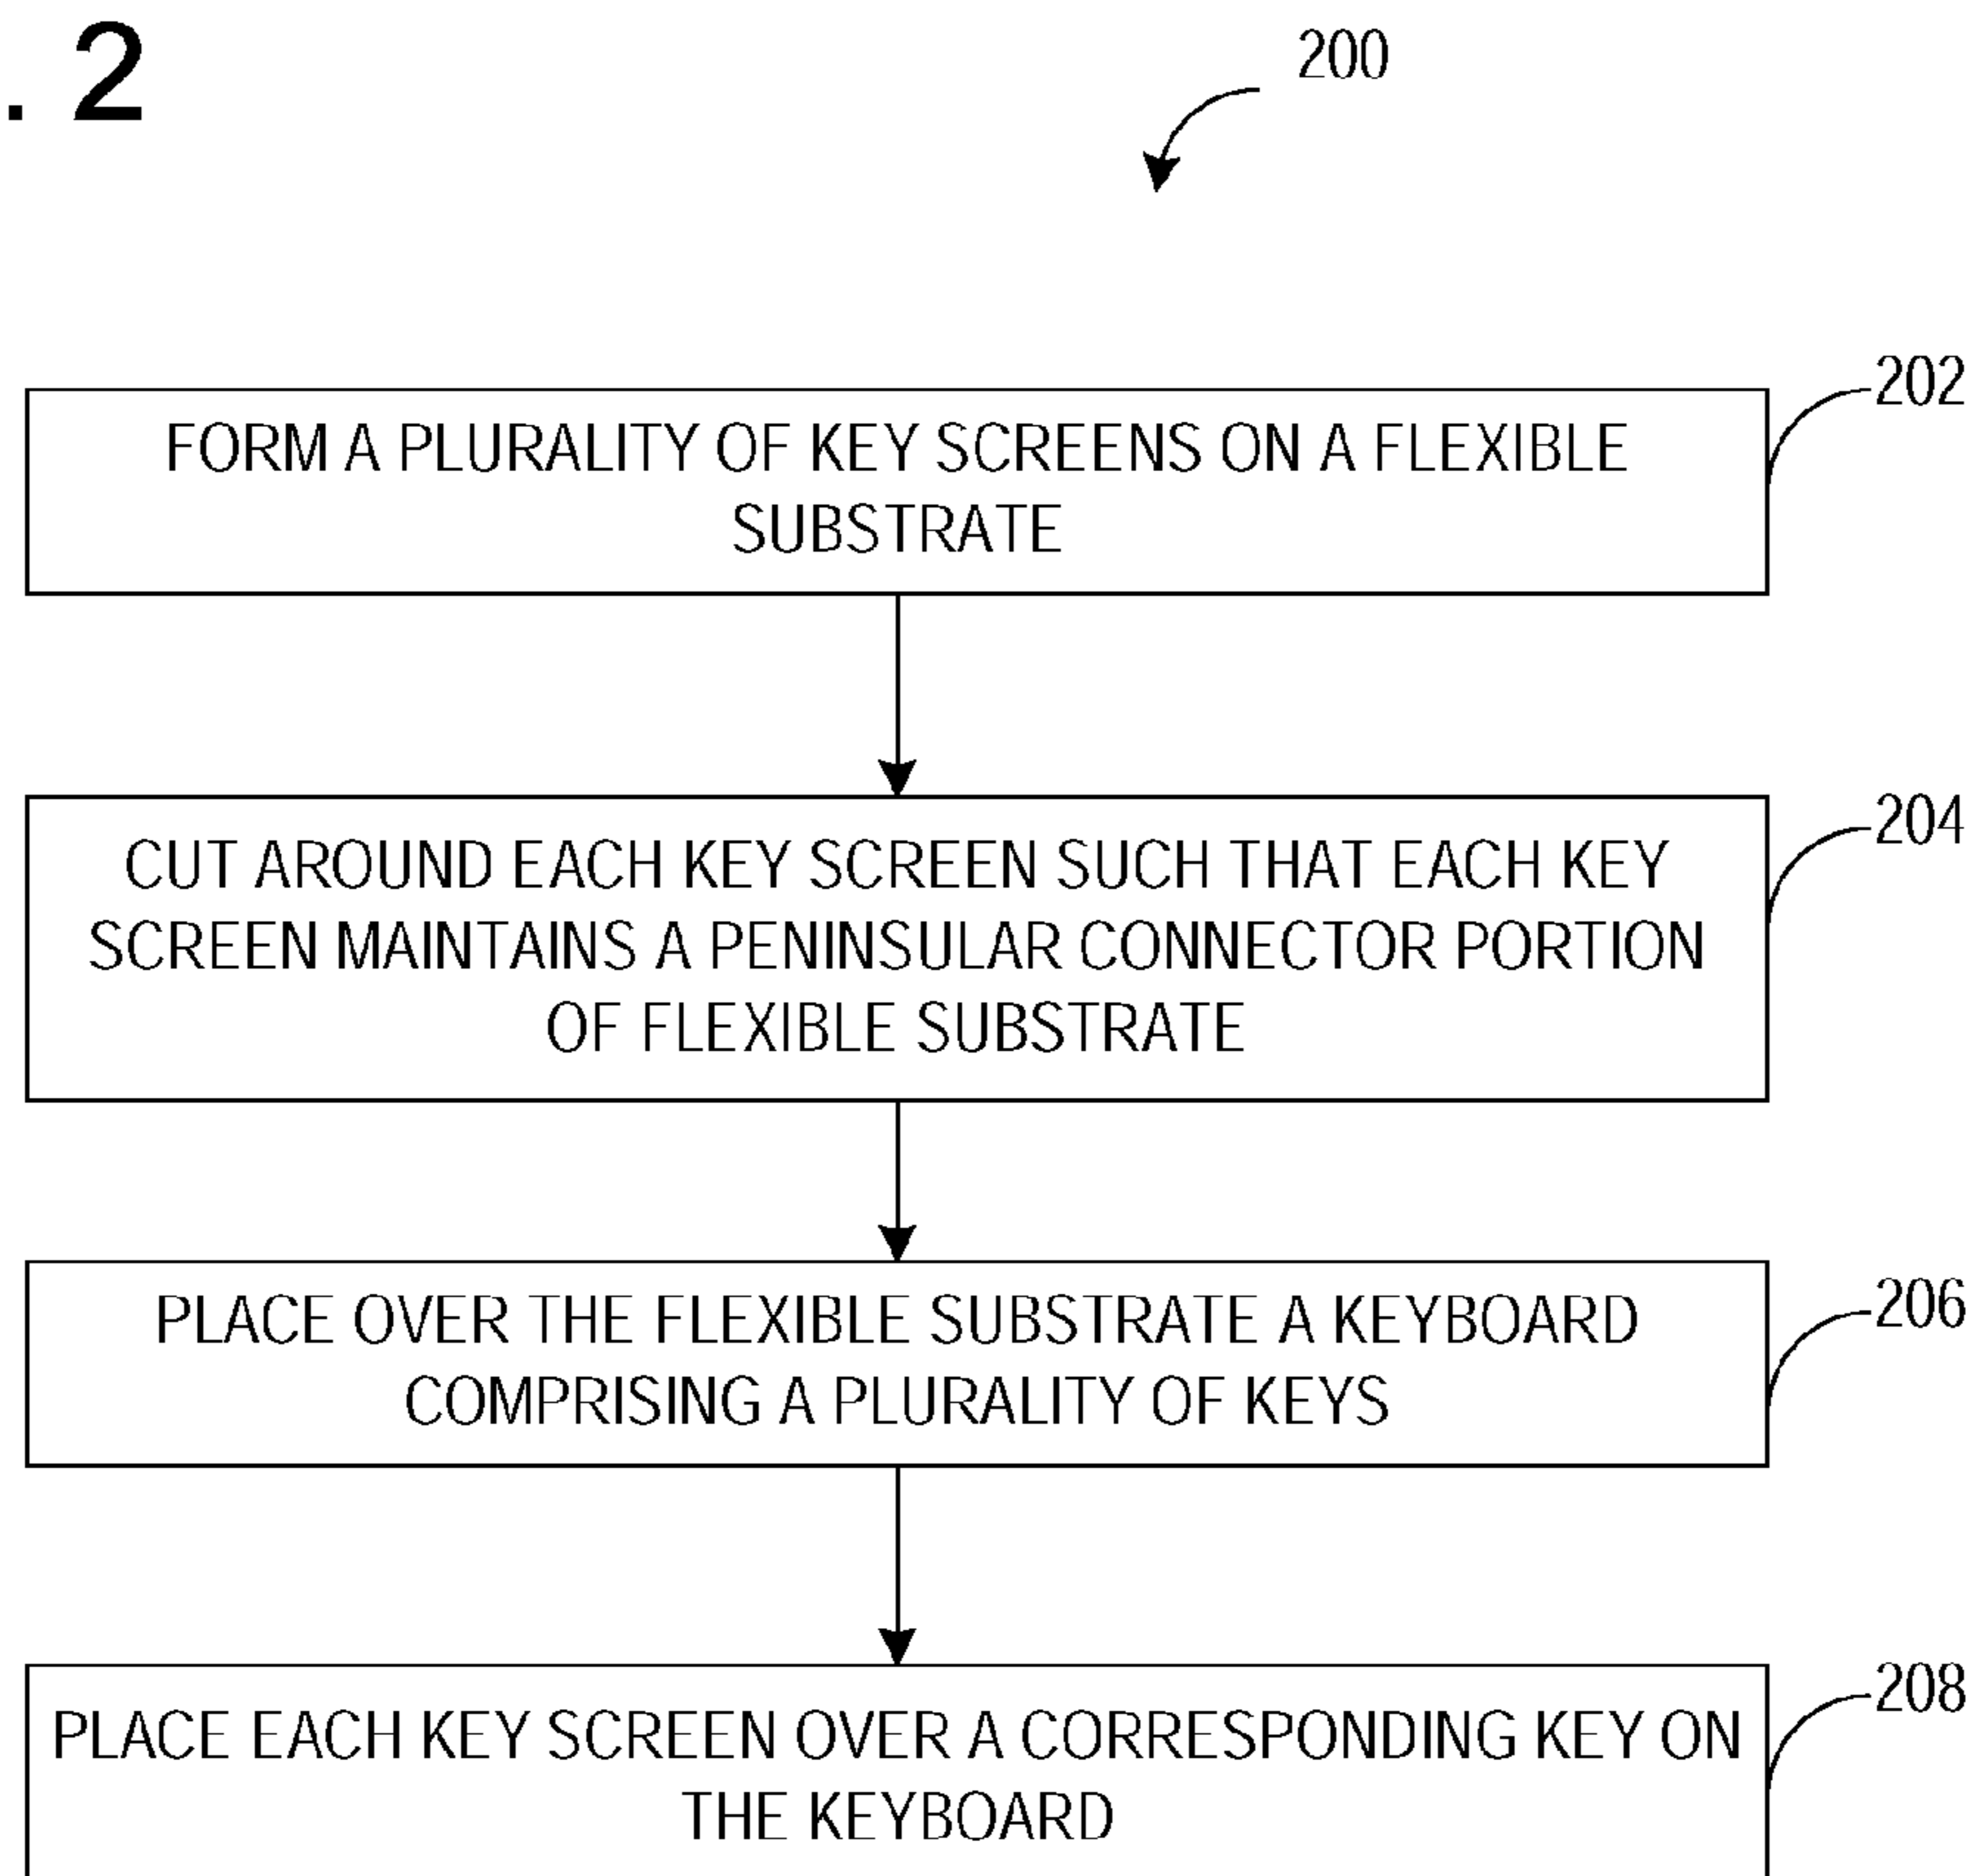 . 2
200
202
FORM A PLURALITY OF KEY SCREENS ON A FLEXIBLE
SUBSTRATE
204
CUT AROUND EACH KEY SCREEN SUCH THAT EACH KEY
SCREEN MAINTAINS A PENINSULAR CONNECTOR PORTION
OF FLEXIBLE SUBSTRATE
206
PLACE OVER THE FLEXIBLE SUBSTRATE A KEYBOARD
COMPRISING A PLURALITY OF KEYS
208
PLACE EACH KEY SCREEN OVER A CORRESPONDING KEY ON
THE KEYBOARD